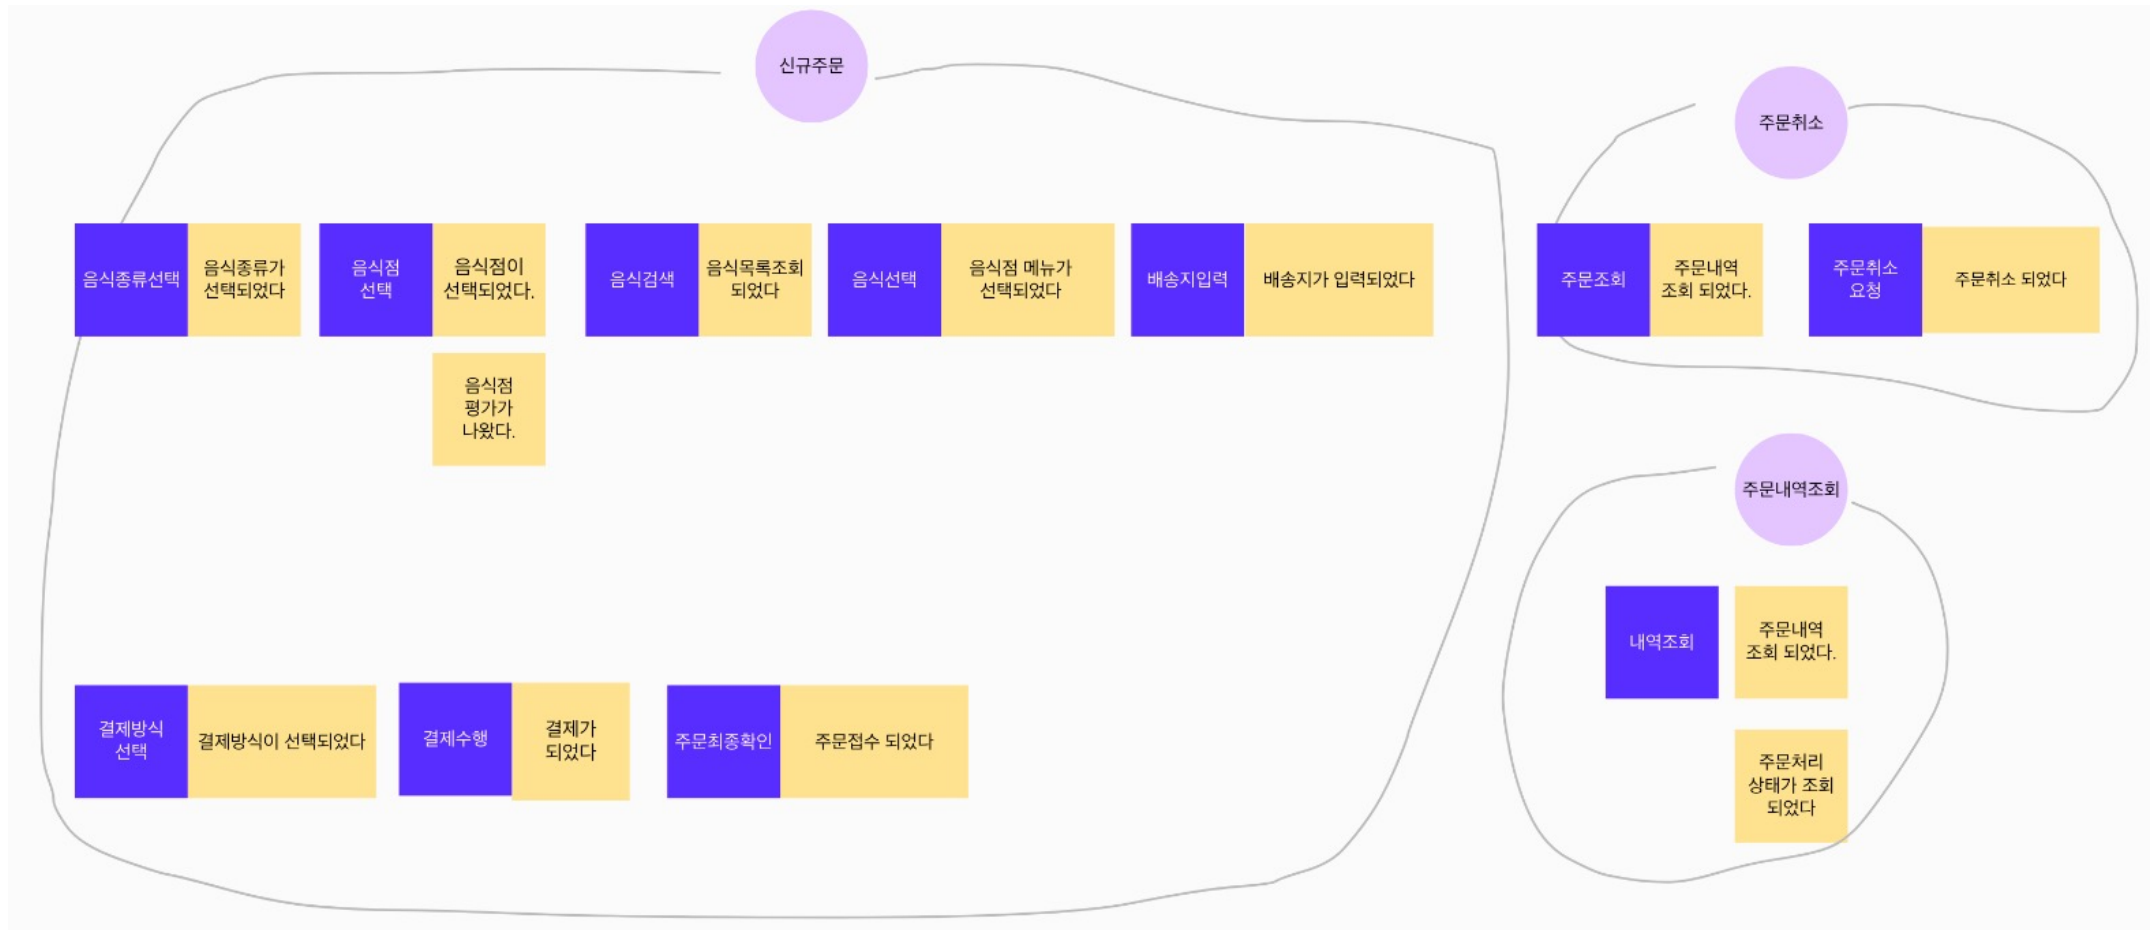 신규주문
음식종류선택
음식종류가
선택되었다
음식점
선택
음식점이
선택되었다.
음식점
평가가
나왔다.
음식검색
음식목록조회
되었다
음식선택
음식점 메뉴가
선택되었다
배송지입력
배송지가 입력되었다
결제방식
선택
결제방식이 선택되었다
결제수행
결제가
되었다
주문최종확인
주문접수 되었다
주문취소
주문조회
주문내역
조회 되었다.
주문취소
요청
주문취소 되었다
주문내역조회
내역조회
주문내역
조회 되었다.
주문처리
상태가 조회
되었다